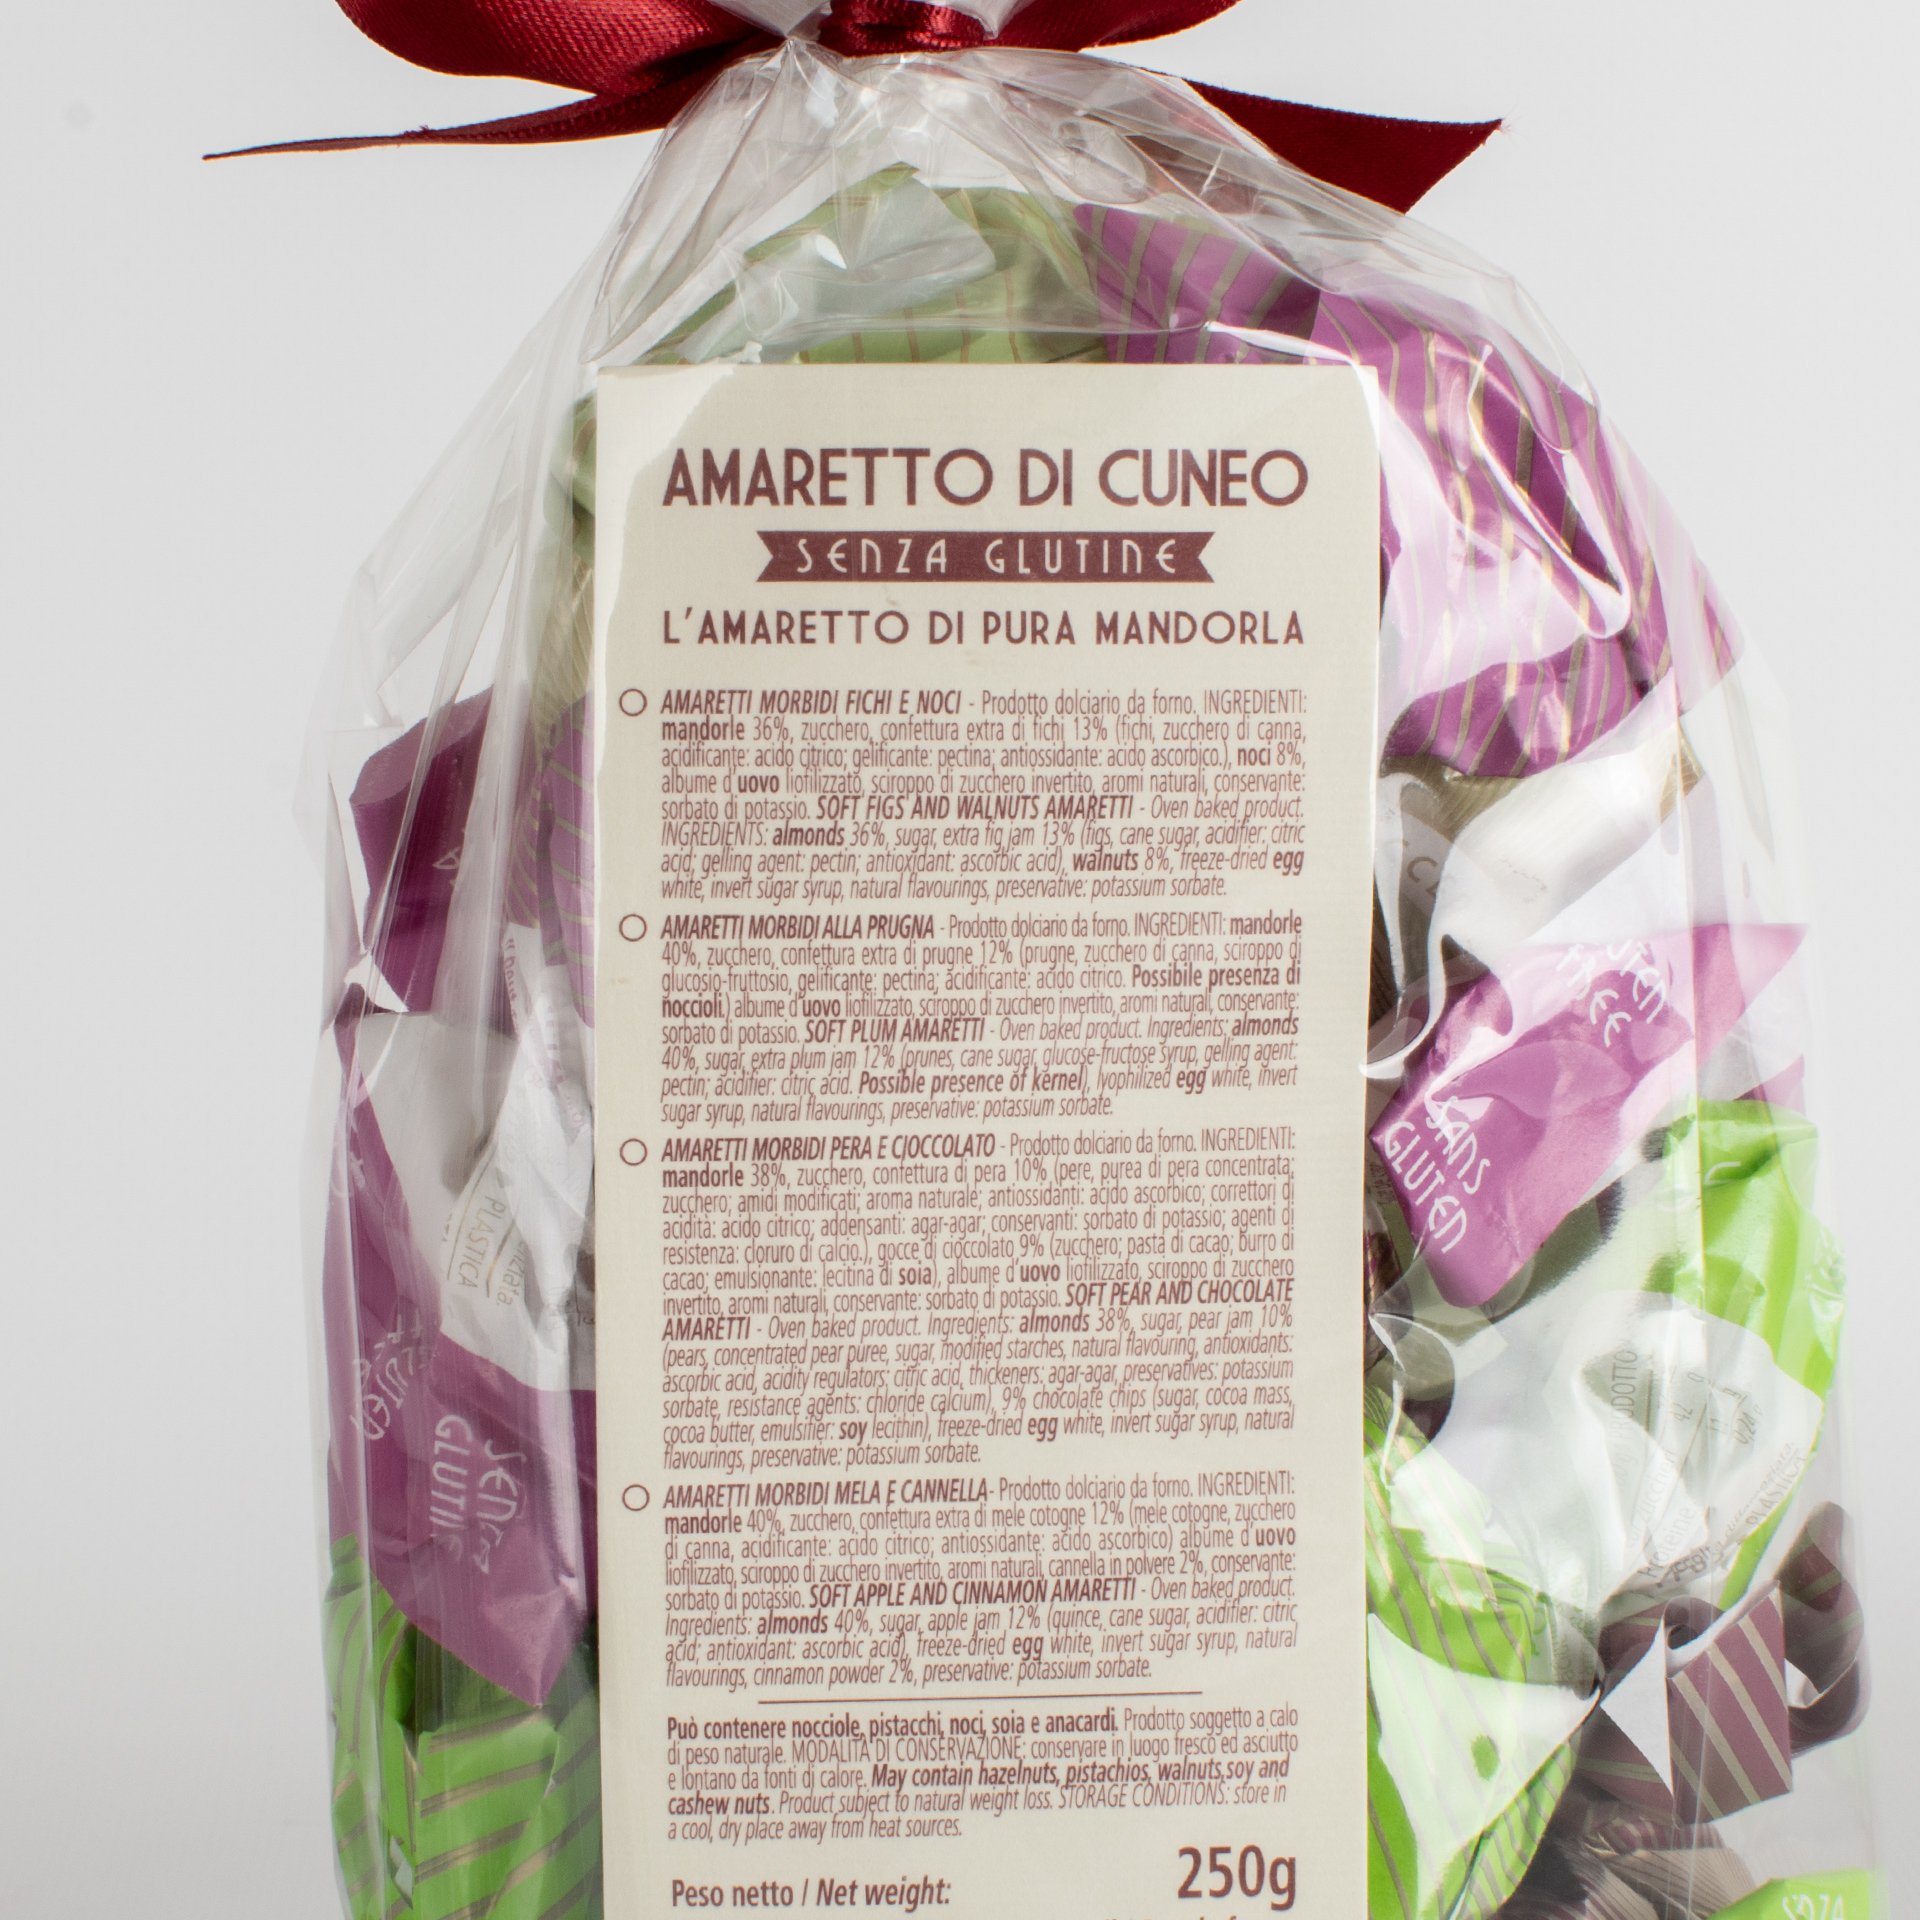 AMARETTO DI CUNEO
SENZA GLUTINE
L'AMARETTO DI PURA MANDORLA
AMARETTI MORBIDI FICHI E NOCI - Prodotto dolciario da forno. INGREDIENTI:
mandorle 36%, zucchero, confettura extra di fichi 13% (fichi, zucchero di canna,
acidificante: acido citrico; gelificante: pectina; antiossidante: acido ascorbico.), noci 8%,
albume d'uovo liofilizzato, sciroppo di zucchero invertito, aromi naturali, conservante:
sorbato di potassio. SOFT FIGS AND WALNUTS AMARETTI - Oven baked product.
INGREDIENTS: almonds 36%, sugar, extra fig jam 13% (figs, cane sugar, acidifier: citric
acid; gelling agent: pectin; antioxidant: ascorbic acid), walnuts 8%, freeze-dried egg
white, invert sugar syrup, natural flavourings, preservative: potassium sorbate.
AMARETTI MORBIDI ALLA PRUGNA - Prodotto dolciario da forno. INGREDIENTI: mandorle
40%, zucchero, confettura extra di prugne 12% (prugne, zucchero di canna, sciroppo di
glucosio-fruttosio, gelificante: pectina; acidificante: acido citrico. Possibile presenza di
noccioli.) albume d'uovo liofilizzato, sciroppo di zucchero invertito, aromi naturali, conservante:
sorbato di potassio. SOFT PLUM AMARETTI - Oven baked product. Ingredients: almonds
40%, sugar, extra plum jam 12% (prunes, cane sugar, glucose-fructose syrup, gelling agent:
pectin; acidifier: citric acid. Possible presence of kernel), lyophilized egg white, invert
sugar syrup, natural flavourings, preservative: potassium sorbate.
AMARETTI MORBIDI PERA E CIOCCOLATO - Prodotto dolciario da forno. INGREDIENTI:
mandorle 38%, zucchero, confettura di pera 10% (pere, purea di pera concentrata;
zucchero; amidi modificati; aroma naturale; antiossidanti: acido ascorbico; correttori di
acidità: acido citrico; addensanti: agar-agar; conservanti: sorbato di potassio; agenti di
resistenza: cloruro di calcio.), gocce di cioccolato 9% (zucchero; pasta di cacao; burro di
cacao; emulsionante: lecitina di soia), albume d'uovo liofilizzato, sciroppo di zucchero
invertito, aromi naturali, conservante: sorbato di potassio. SOFT PEAR AND CHOCOLATE
AMARETTI - Oven baked product. Ingredients: almonds 38%, sugar, pear jam 10%
(pears, concentrated pear puree, sugar, modified starches, natural flavouring, antioxidants:
ascorbic acid, acidity regulators: citric acid, thickeners: agar-agar, preservatives: potassium
sorbate, resistance agents: chloride calcium), 9% chocolate chips (sugar, cocoa mass,
cocoa butter, emulsifier: soy lecithin), freeze-dried egg white, invert sugar syrup, natural
flavourings, preservative: potassium sorbate.
AMARETTI MORBIDI MELA E CANNELLA- Prodotto dolciario da forno. INGREDIENTI:
mandorle 40%, zucchero, confettura extra di mele cotogne 12% (mele cotogne, zucchero
di canna, acidificante: acido citrico; antiossidante: acido ascorbico) albume d'uovo
liofilizzato, sciroppo di zucchero invertito, aromi naturali, cannella in polvere 2%, conservante:
sorbato di potassio. SOFT APPLE AND CINNAMON AMARETTI - Oven baked product.
Ingredients: almonds 40%, sugar, apple jam 12% (quince, cane sugar, acidifier: citric
acid; antioxidant: ascorbic acid), freeze-dried egg white, invert sugar syrup, natural
flavourings, cinnamon powder 2%, preservative: potassium sorbate.
Può contenere nocciole, pistacchi, noci, soia e anacardi. Prodotto soggetto a calo
di peso naturale. MODALITÀ DI CONSERVAZIONE: conservare in luogo fresco ed asciutto
e lontano da fonti di calore. May contain hazelnuts, pistachios, walnuts,soy and
cashew nuts. Product subject to natural weight loss. STORAGE CONDITIONS: store in
a cool, dry place away from heat sources.
Peso netto / Net weight: 250g
FREE
SANS
GLUTEN
PLASTICA
GLUTEN
SENZA
GLUTINE
PLASTICA
SENZA